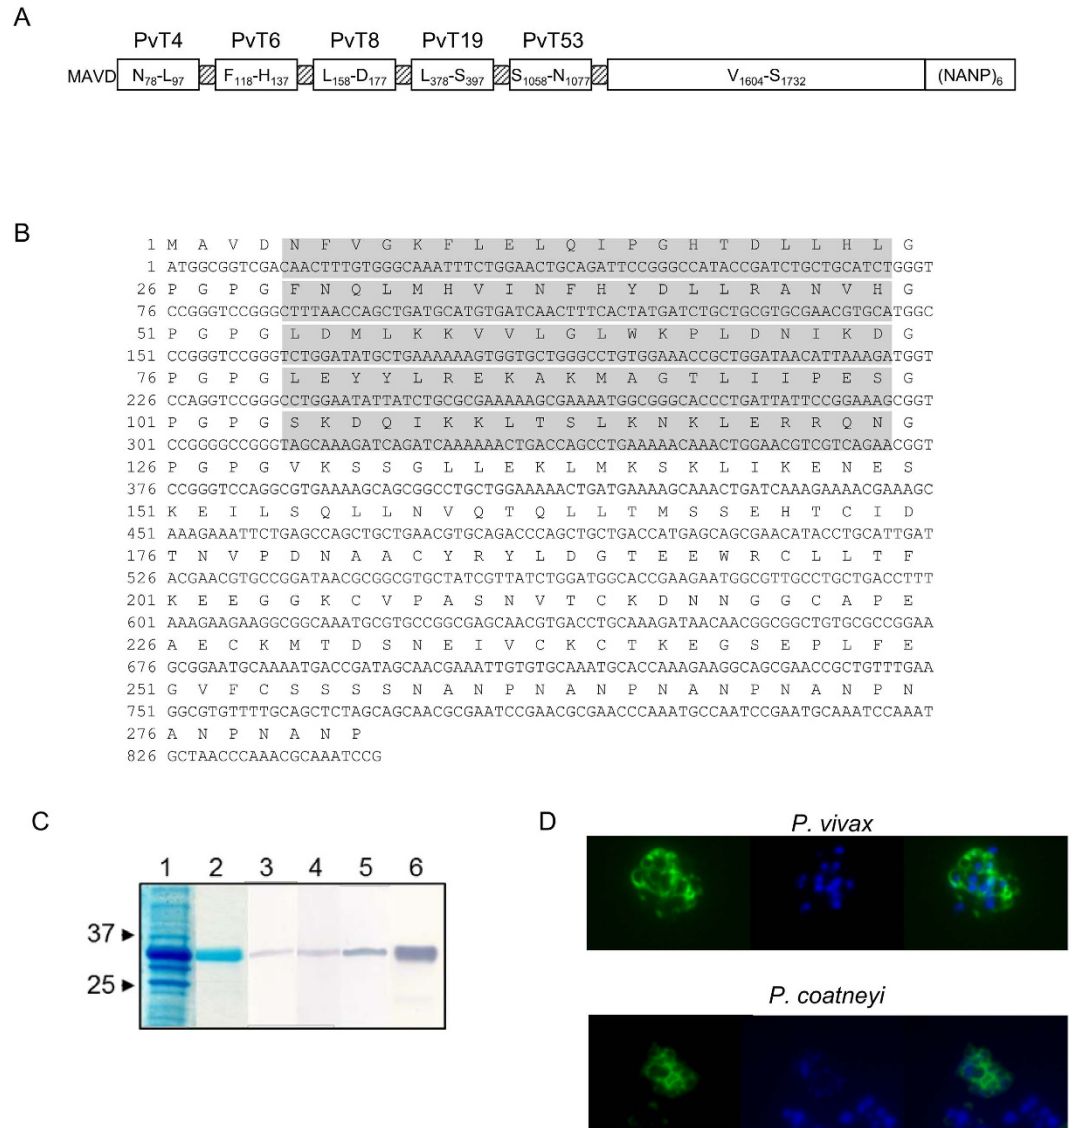 A
PvT4 PvT6 PvT8 PvT19 PvT53
MAVD N78-L97 F118-H137 L158-D177 L378-S397 S1058-N1077 V1604-S1732 (NANP)6
B
1 M A V D N F V G K F L E L Q I P G H T D L L H L G
1 ATGGCGGTCGACAACTTTGTGGGCAAATTTCTGGAACTGCAGATTCCGGGCCATACCGATCTGCTGCATCTGGGT
26 P G P G F N Q L M H V I N F H Y D L L R A N V H G
76 CCGGGTCCGGGCTTTAACCAGCTGATGCATGTGATCAACTTTCACTATGATCTGCTGCGTGCGAACGTGCATGGC
51 P G P G L D M L K K V V L G L W K P L D N I K D G
151 CCGGGTCCGGGTCTGGATATGCTGAAAAAAGTGGTGCTGGGCCTGTGGAAACCGCTGGATAACATTAAAGATGGT
76 P G P G L E Y Y L R E K A K M A G T L I I P E S G
226 CCAGGTCCGGGCCTGGAATATTATCTGCGCGAAAAAGCGAAAATGGCGGGCACCCTGATTATTCCGGAAAGCGGT
101 P G P G S K D Q I K K L T S L K N K L E R R Q N G
301 CCGGGGCCGGGTAGCAAAGATCAGATCAAAAAACTGACCAGCCTGAAAAACAAACTGGAACGTCGTCAGAACGGT
126 P G P G V K S S G L L E K L M K S K L I K E N E S
376 CCGGGTCCAGGCGTGAAAAGCAGCGGCCTGCTGGAAAAACTGATGAAAAGCAAACTGATCAAAGAAAACGAAAGC
151 K E I L S Q L L N V Q T Q L L T M S S E H T C I D
451 AAAGAAATTCTGAGCCAGCTGCTGAACGTGCAGACCCAGCTGCTGACCATGAGCAGCGAACATACCTGCATTGAT
176 T N V P D N A A C Y R Y L D G T E E W R C L L T F
526 ACGAACGTGCCGGATAACGCGGCGTGCTATCGTTATCTGGATGGCACCGAAGAATGGCGTTGCCTGCTGACCTTT
201 K E E G G K C V P A S N V T C K D N N G G C A P E
601 AAAGAAGAAGGCGGCAAATGCGTGCCGGCGAGCAACGTGACCTGCAAAGATAACAACGGCGGCTGTGCGCCGGAA
226 A E C K M T D S N E I V C K C T K E G S E P L F E
676 GCGGAATGCAAAATGACCGATAGCAACGAAATTGTGTGCAAATGCACCAAAGAAGGCAGCGAACCGCTGTTTGAA
251 G V F C S S S S N A N P N A N P N A N P N A N P N
751 GGCGTGTTTTGCAGCTCTAGCAGCAACGCGAATCCGAACGCGAACCCAAATGCCAATCCGAATGCAAATCCAAAT
276 A N P N A N P
826 GCTAACCCAAACGCAAATCCG
C
1 2 3 4 5 6
37
25
D
P. vivax
P. coatneyi